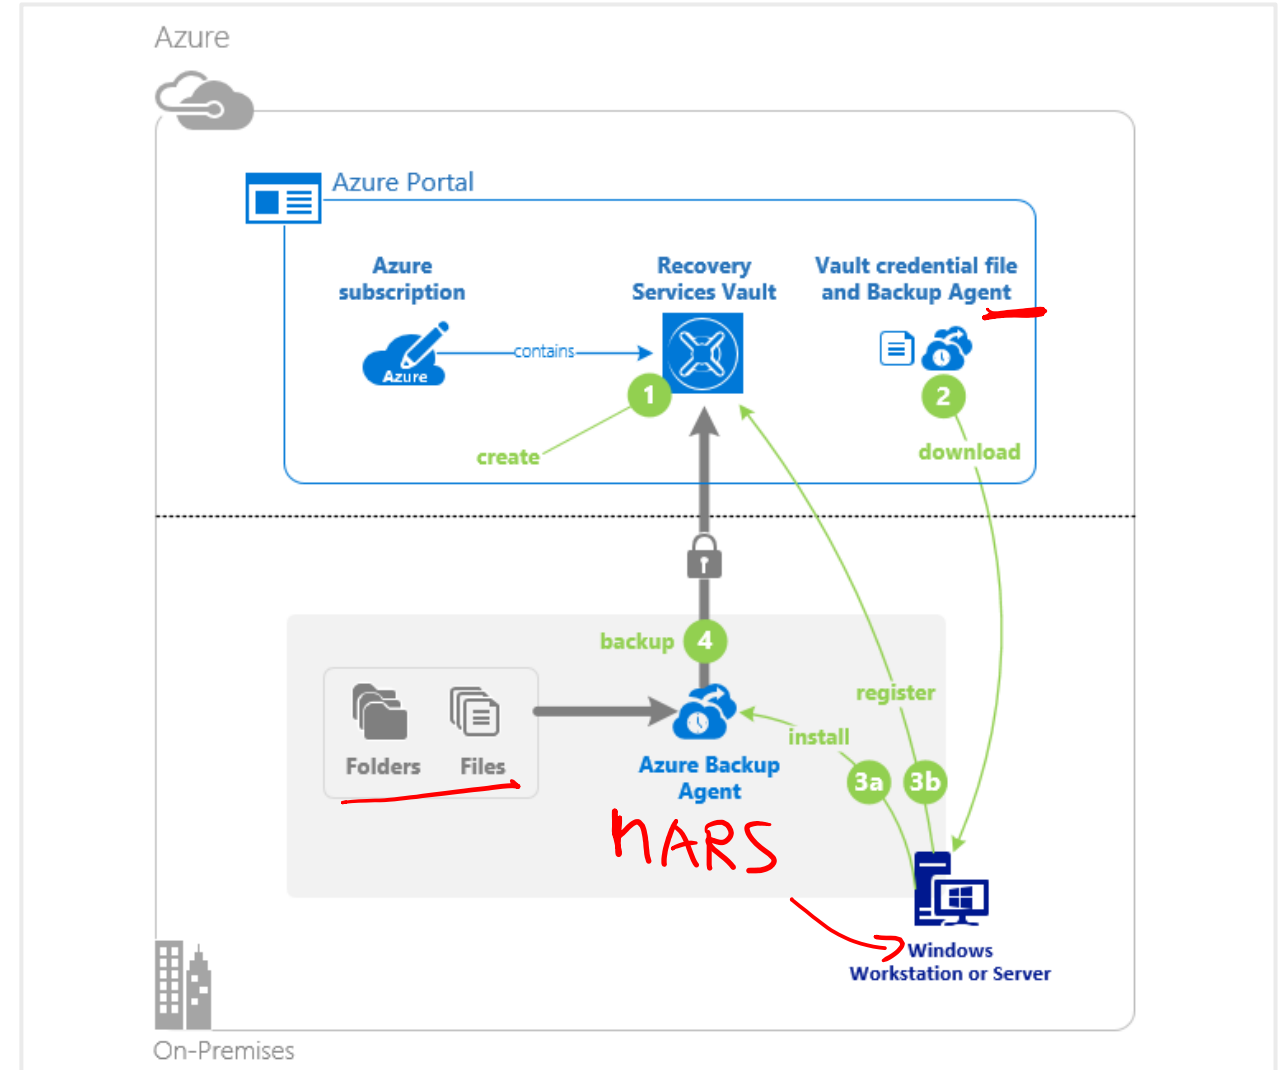 Azure
Azure Portal
Azure
subscription
Recovery
Services Vault
Vault credential file
and Backup Agent
contains
Azure
1
2
create
download
backup
4
register
install
Folders
Files
Azure Backup
Agent
3a
3b
MARS
Windows
Workstation or Server
On-Premises